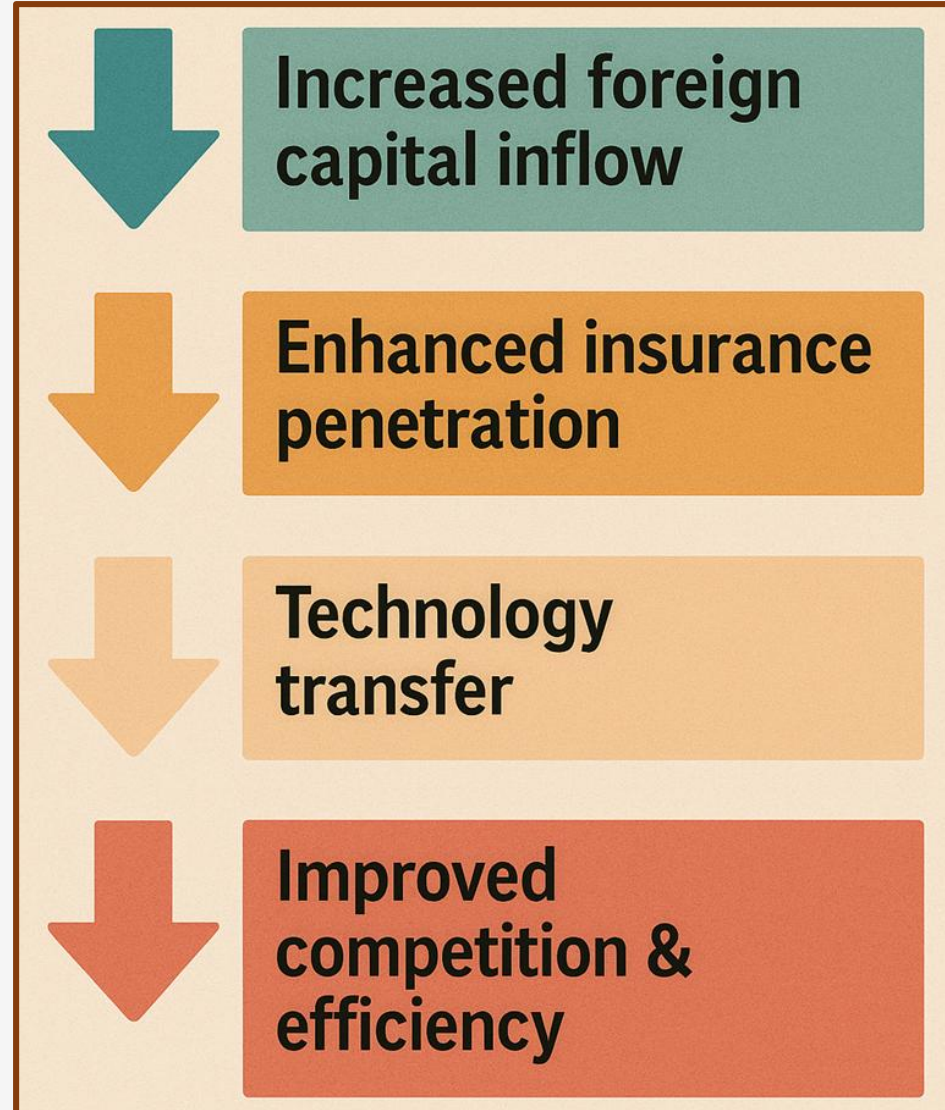 Increased foreign
capital inflow
Enhanced insurance
penetration
Technology
transfer
Improved
competition &
efficiency